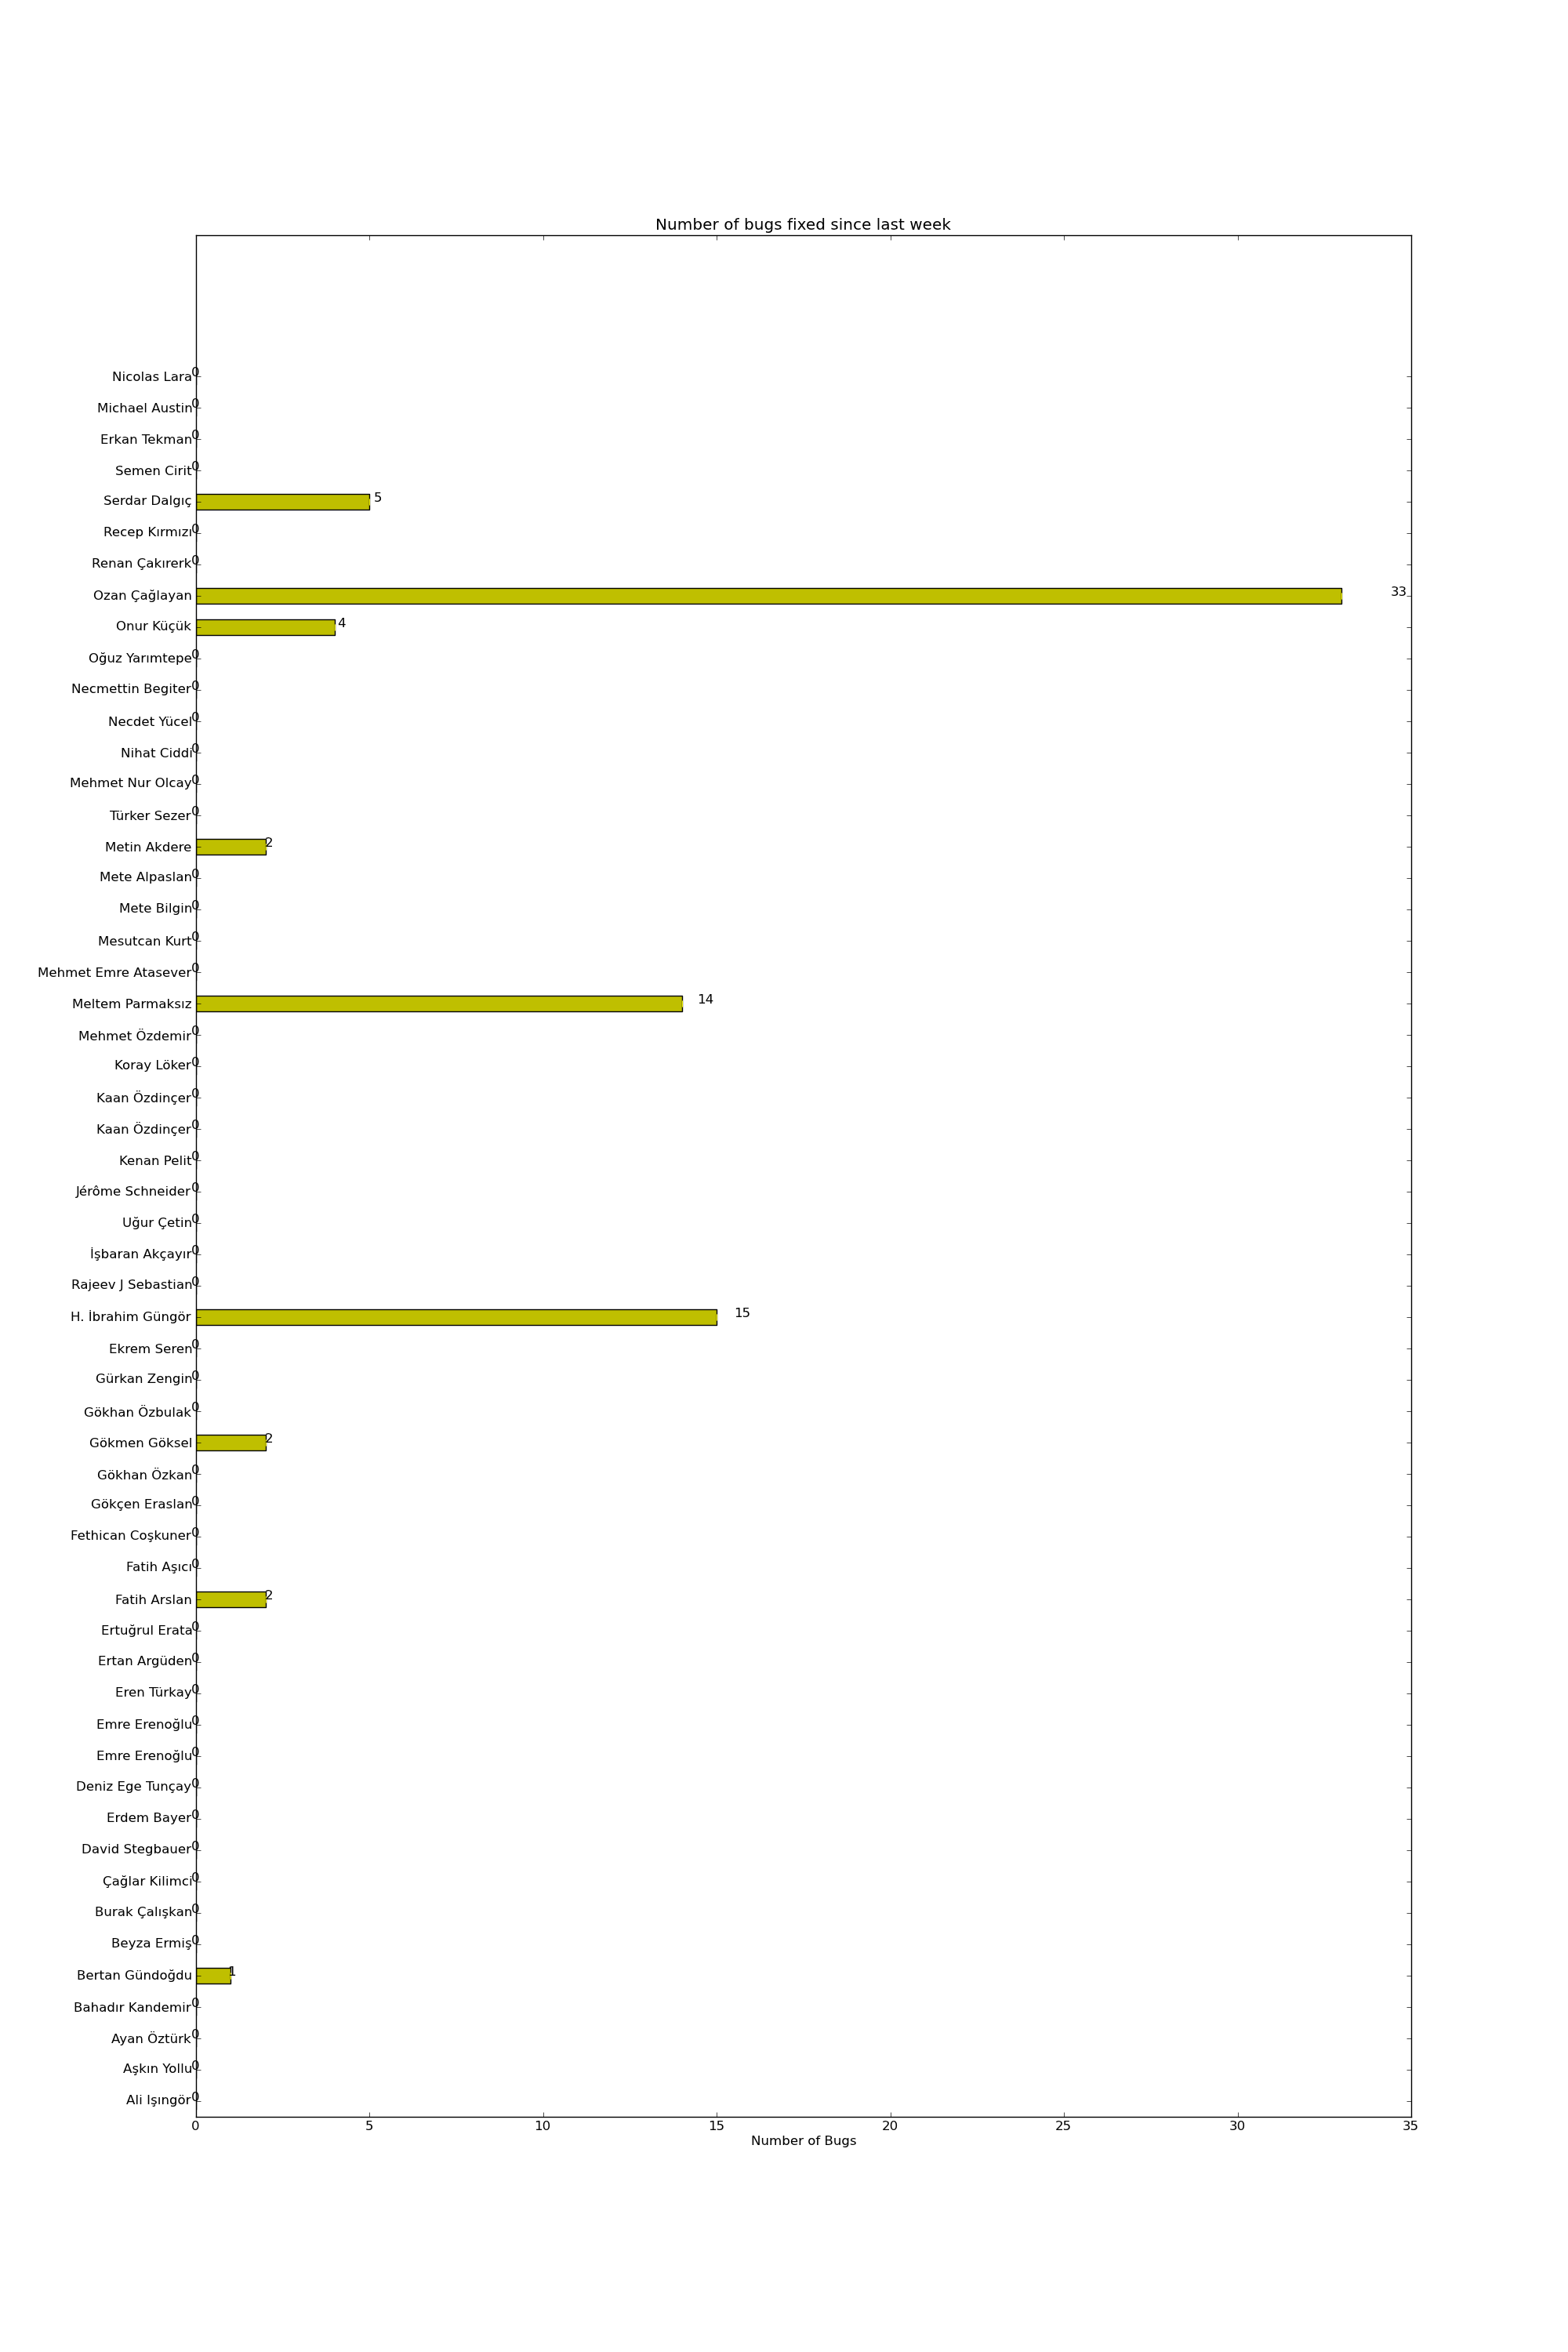 Number of bugs fixed since last week
Nicolas Lara 0
Michael Austin 0
Erkan Tekman 0
Semen Cirit 0
Serdar Dalgıç 5
Recep Kırmızı 0
Renan Çakırerk 0
Ozan Çağlayan 33
Onur Küçük 4
Oğuz Yarımtepe 0
Necmettin Begiter 0
Necdet Yücel 0
Nihat Ciddi 0
Mehmet Nur Olcay 0
Türker Sezer 0
Metin Akdere 2
Mete Alpaslan 0
Mete Bilgin 0
Mesutcan Kurt 0
Mehmet Emre Atasever 0
Meltem Parmaksız 14
Mehmet Özdemir 0
Koray Löker 0
Kaan Özdinçer 0
Kaan Özdinçer 0
Kenan Pelit 0
Jérôme Schneider 0
Uğur Çetin 0
İşbaran Akçayır 0
Rajeev J Sebastian 0
H. İbrahim Güngör 15
Ekrem Seren 0
Gürkan Zengin 0
Gökhan Özbulak 0
Gökmen Göksel 2
Gökhan Özkan 0
Gökçen Eraslan 0
Fethican Coşkuner 0
Fatih Aşıcı 0
Fatih Arslan 2
Ertuğrul Erata 0
Ertan Argüden 0
Eren Türkay 0
Emre Erenoğlu 0
Emre Erenoğlu 0
Deniz Ege Tunçay 0
Erdem Bayer 0
David Stegbauer 0
Çağlar Kilimci 0
Burak Çalışkan 0
Beyza Ermiş 0
Bertan Gündoğdu 1
Bahadır Kandemir 0
Ayan Öztürk 0
Aşkın Yollu 0
Ali Işıngör 0
0 5 10 15 20 25 30 35
Number of Bugs